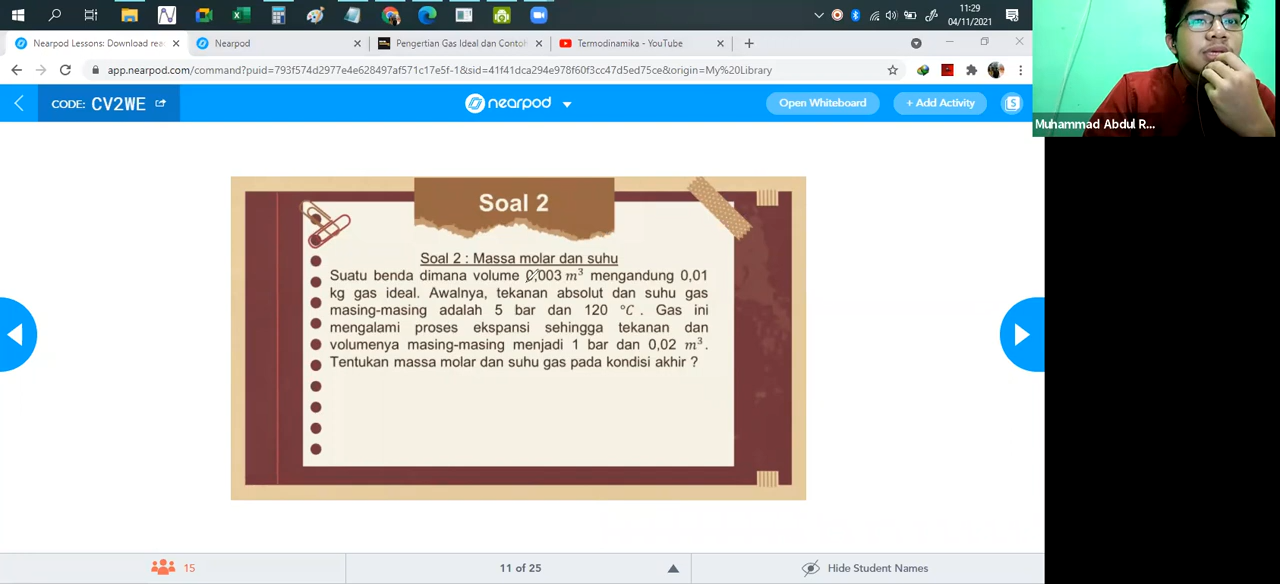 11:29
04/11/2021
Nearpod Lessons: Download rea
Nearpod
Pengertian Gas Ideal dan Contoh
Termodinamika - YouTube
app.nearpod.com/command?puid=793f574d2977e4e628497af571c17e5f-1&sid=41f41dca294e978f60f3cc47d5ed75ce&origin=My%20Library
CODE: CV2WE
nearpod
Open Whiteboard
+ Add Activity
S
Muhammad Abdul R...
Soal 2
Soal 2 : Massa molar dan suhu
Suatu benda dimana volume 0,003 m³ mengandung 0,01
kg gas ideal. Awalnya, tekanan absolut dan suhu gas
masing-masing adalah 5 bar dan 120 °C . Gas ini
mengalami proses ekspansi sehingga tekanan dan
volumenya masing-masing menjadi 1 bar dan 0,02 m³.
Tentukan massa molar dan suhu gas pada kondisi akhir ?
15
11 of 25
Hide Student Names